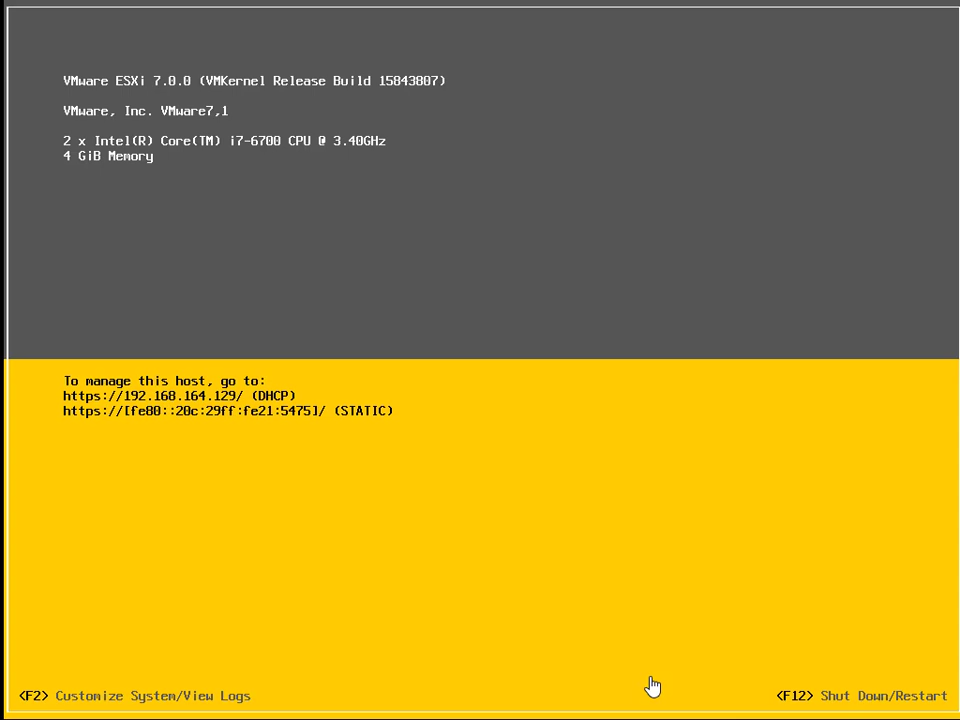 VMware ESXi 7.0.0 (VMKernel Release Build 15843807)
VMware, Inc. VMware7,1
2 x Intel(R) Core(TM) i7-6700 CPU @ 3.40GHz
4 GiB Memory
To manage this host, go to:
https://192.168.164.129/ (DHCP)
https://[fe80::20c:29ff:fe21:5475]/ (STATIC)
<F2> Customize System/View Logs
<F12> Shut Down/Restart